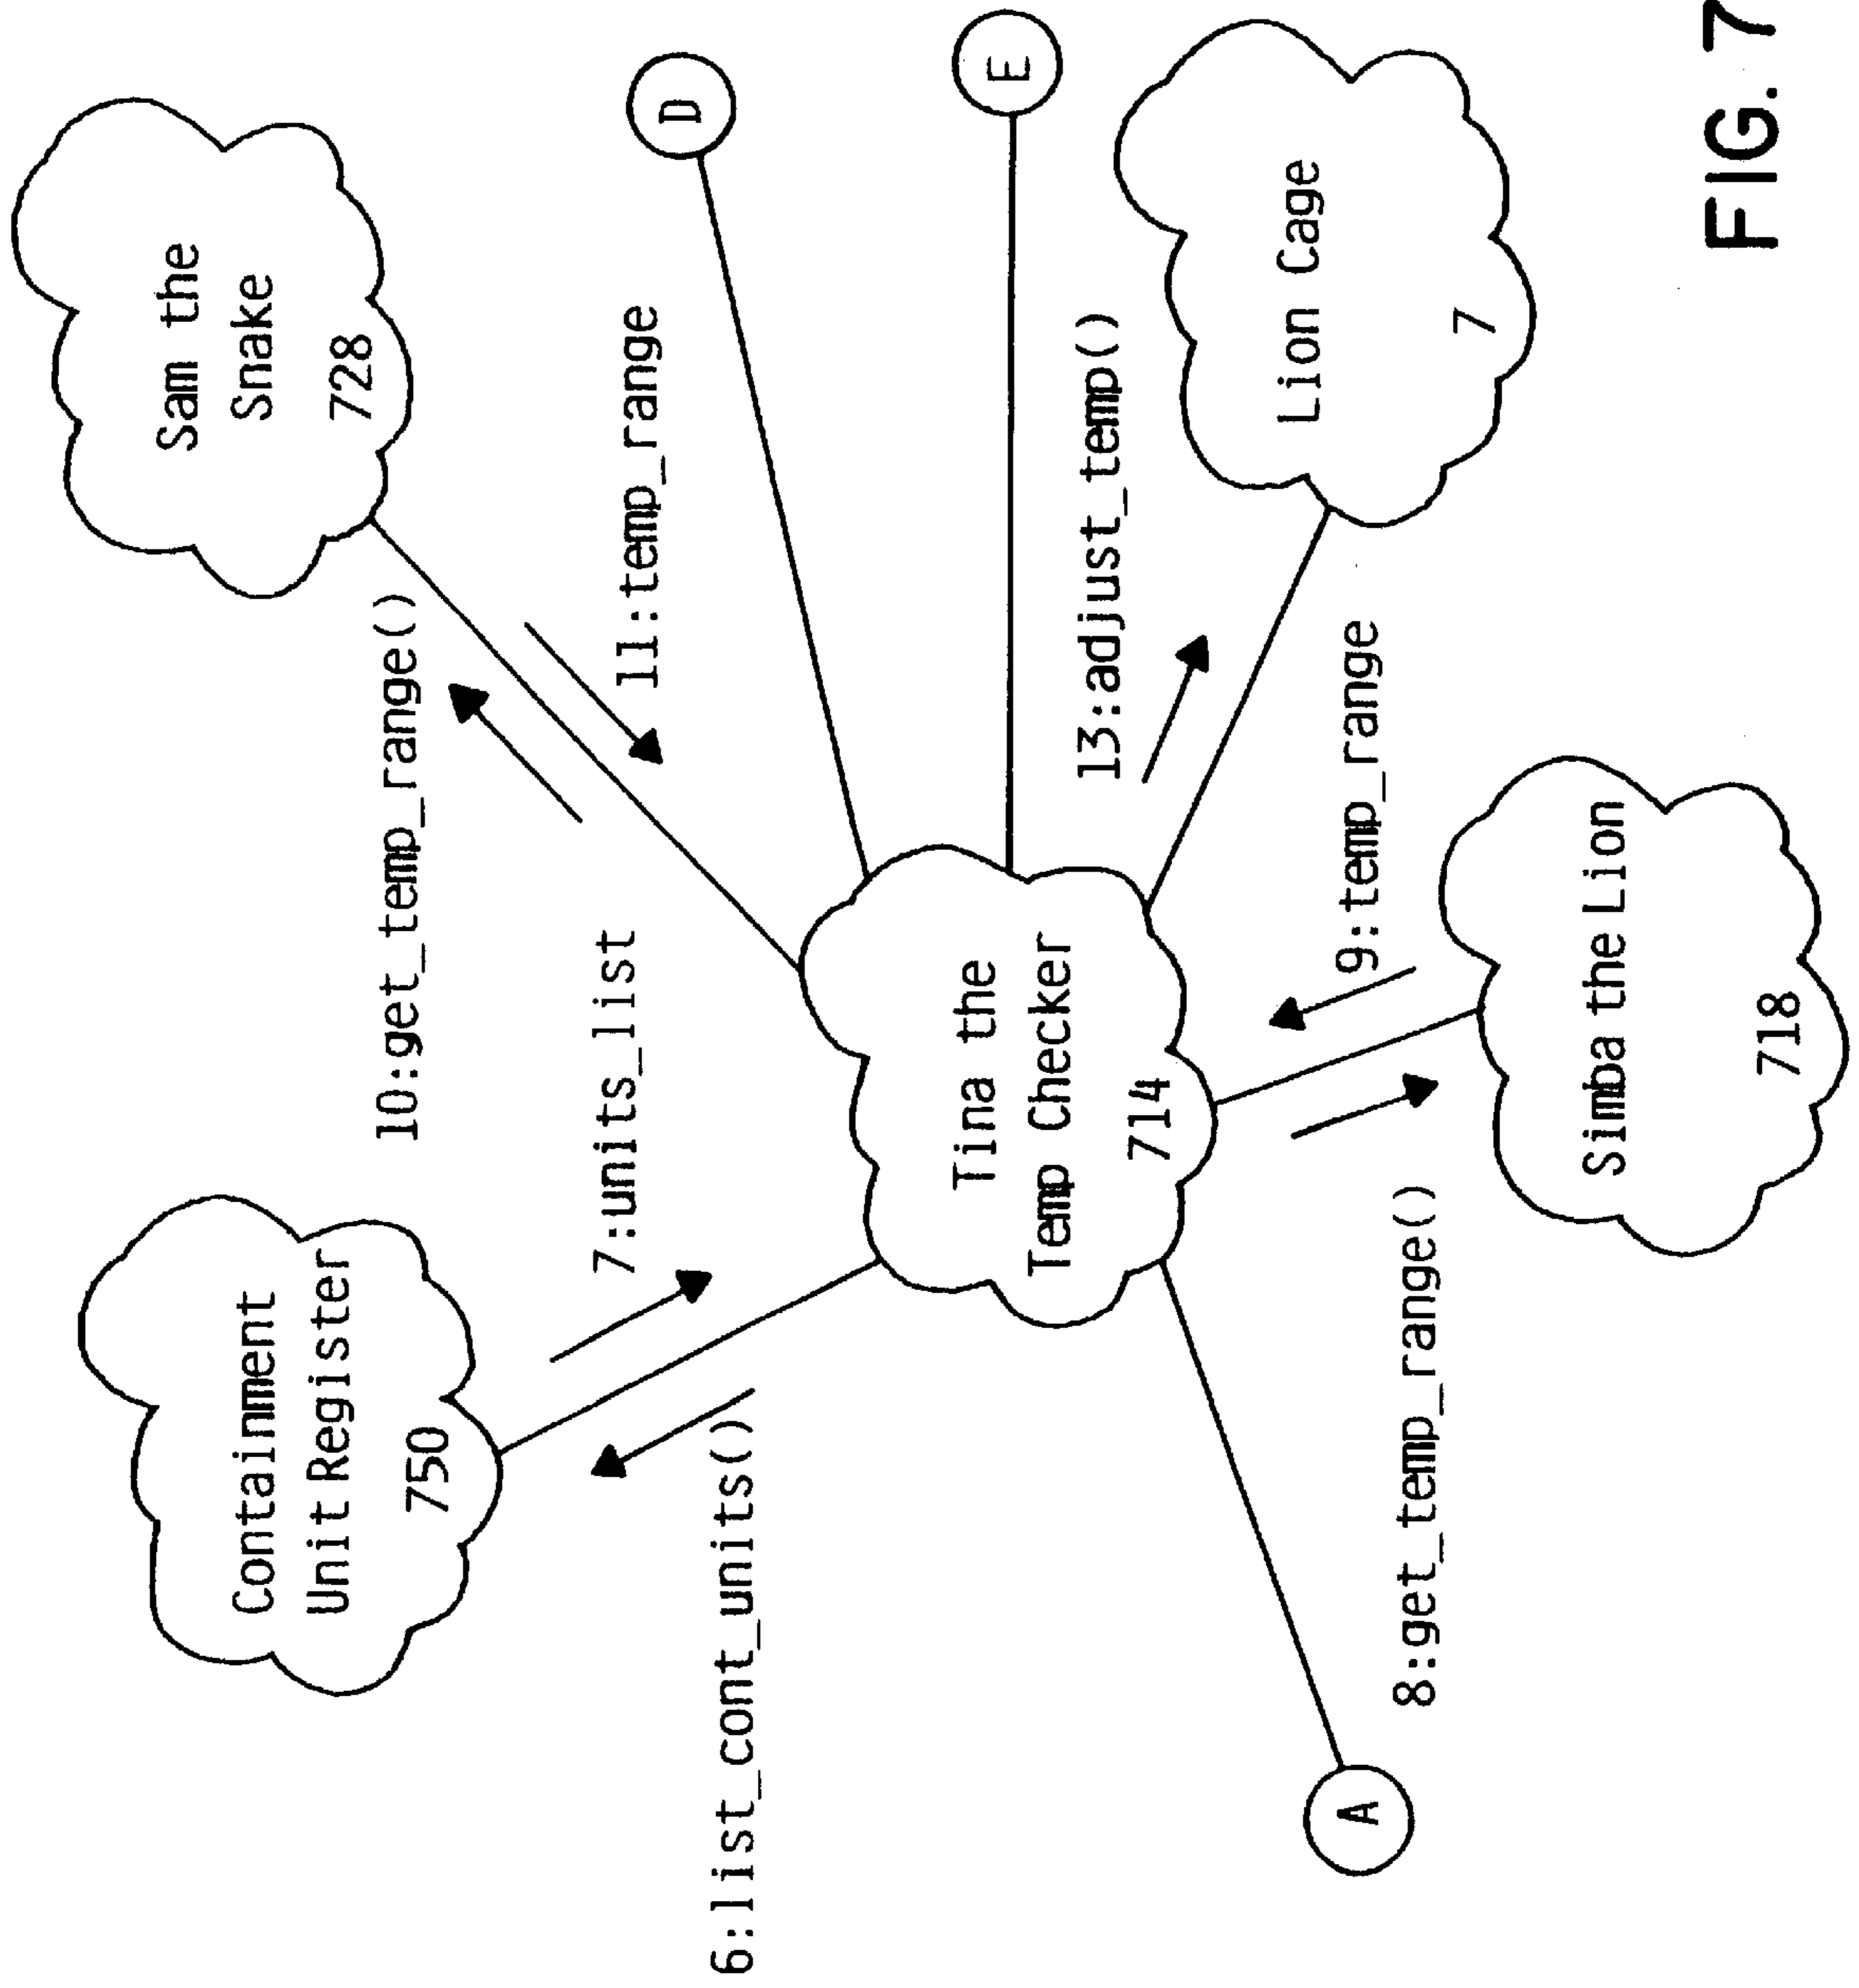 Containment
Unit Register
750
Sam the
Snake
728
10:get_temp_range()
11:temp_range
7:units_list
6:list_cont_units()
D
Tina the
Temp Checker
714
E
13:adjust_temp()
A
8:get_temp_range()
9:temp_range
Lion Cage
7
Simba the Lion
718
FIG. 7